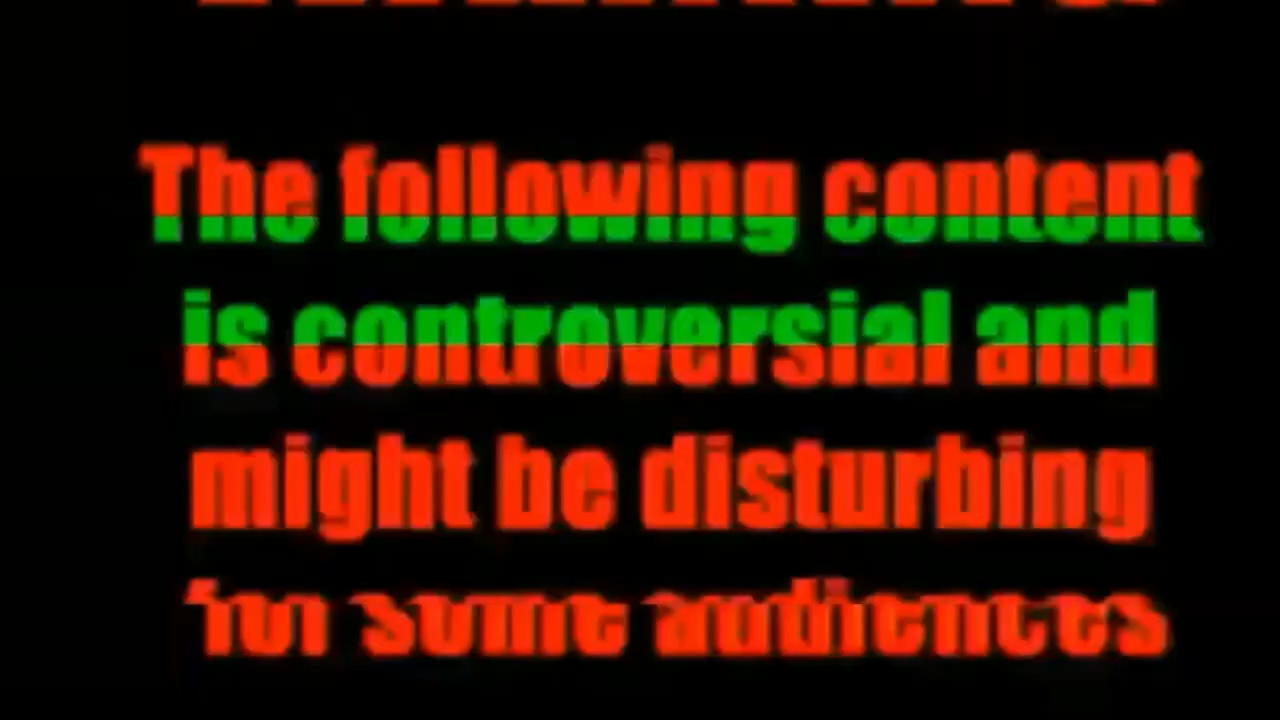 The following content
is controversial and
might be disturbing
for some audiences